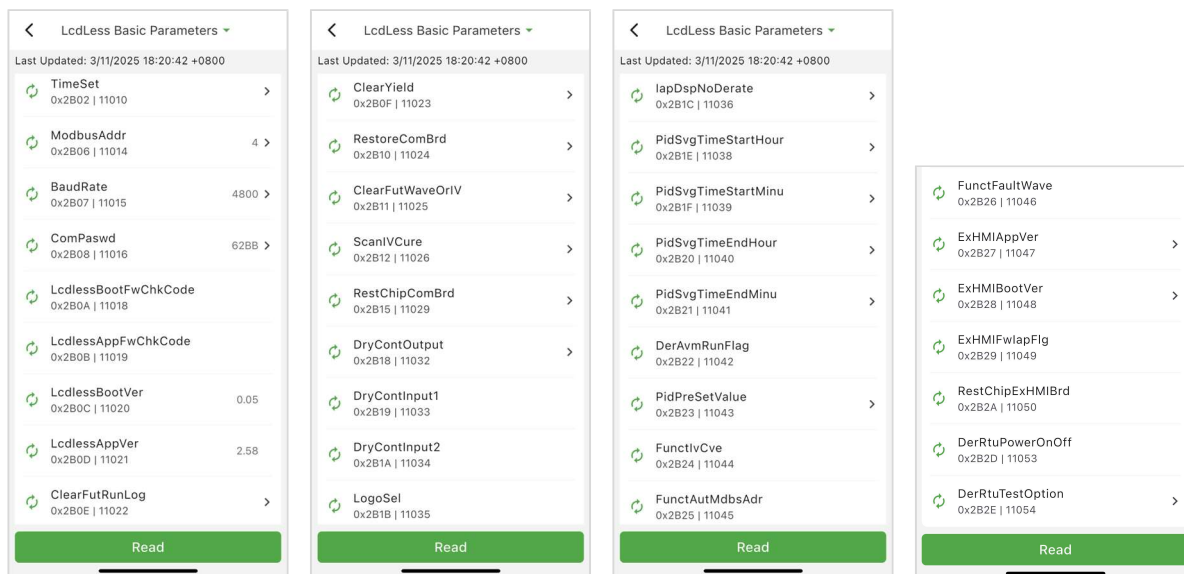 LcdLess Basic Parameters
Last Updated: 3/11/2025 18:20:42 +0800
TimeSet
0x2B02 | 11010
ModbusAddr
0x2B06 | 11014
4
BaudRate
0x2B07 | 11015
4800
ComPaswd
0x2B08 | 11016
62BB
LcdlessBootFwChkCode
0x2B0A | 11018
LcdlessAppFwChkCode
0x2B0B | 11019
LcdlessBootVer
0x2B0C | 11020
0.05
LcdlessAppVer
0x2B0D | 11021
2.58
ClearFutRunLog
0x2B0E | 11022
Read
LcdLess Basic Parameters
Last Updated: 3/11/2025 18:20:42 +0800
ClearYield
0x2B0F | 11023
RestoreComBrd
0x2B10 | 11024
ClearFutWaveOrIV
0x2B11 | 11025
ScanIVCure
0x2B12 | 11026
RestChipComBrd
0x2B15 | 11029
DryContOutput
0x2B18 | 11032
DryContInput1
0x2B19 | 11033
DryContInput2
0x2B1A | 11034
LogoSel
0x2B1B | 11035
Read
LcdLess Basic Parameters
Last Updated: 3/11/2025 18:20:42 +0800
IapDspNoDerate
0x2B1C | 11036
PidSvgTimeStartHour
0x2B1E | 11038
PidSvgTimeStartMinu
0x2B1F | 11039
PidSvgTimeEndHour
0x2B20 | 11040
PidSvgTimeEndMinu
0x2B21 | 11041
DerAvmRunFlag
0x2B22 | 11042
PidPreSetValue
0x2B23 | 11043
FunctIvCve
0x2B24 | 11044
FunctAutMdbsAdr
0x2B25 | 11045
Read
FunctFaultWave
0x2B26 | 11046
ExHMIAppVer
0x2B27 | 11047
ExHMIBootVer
0x2B28 | 11048
ExHMIFwIapFlg
0x2B29 | 11049
RestChipExHMIBrd
0x2B2A | 11050
DerRtuPowerOnOff
0x2B2D | 11053
DerRtuTestOption
0x2B2E | 11054
Read